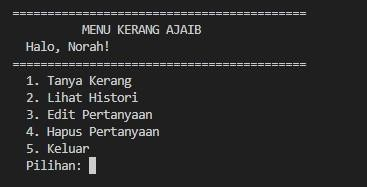 ==========================================
MENU KERANG AJAIB
Halo, Norah!
==========================================
1. Tanya Kerang
2. Lihat Histori
3. Edit Pertanyaan
4. Hapus Pertanyaan
5. Keluar
Pilihan: